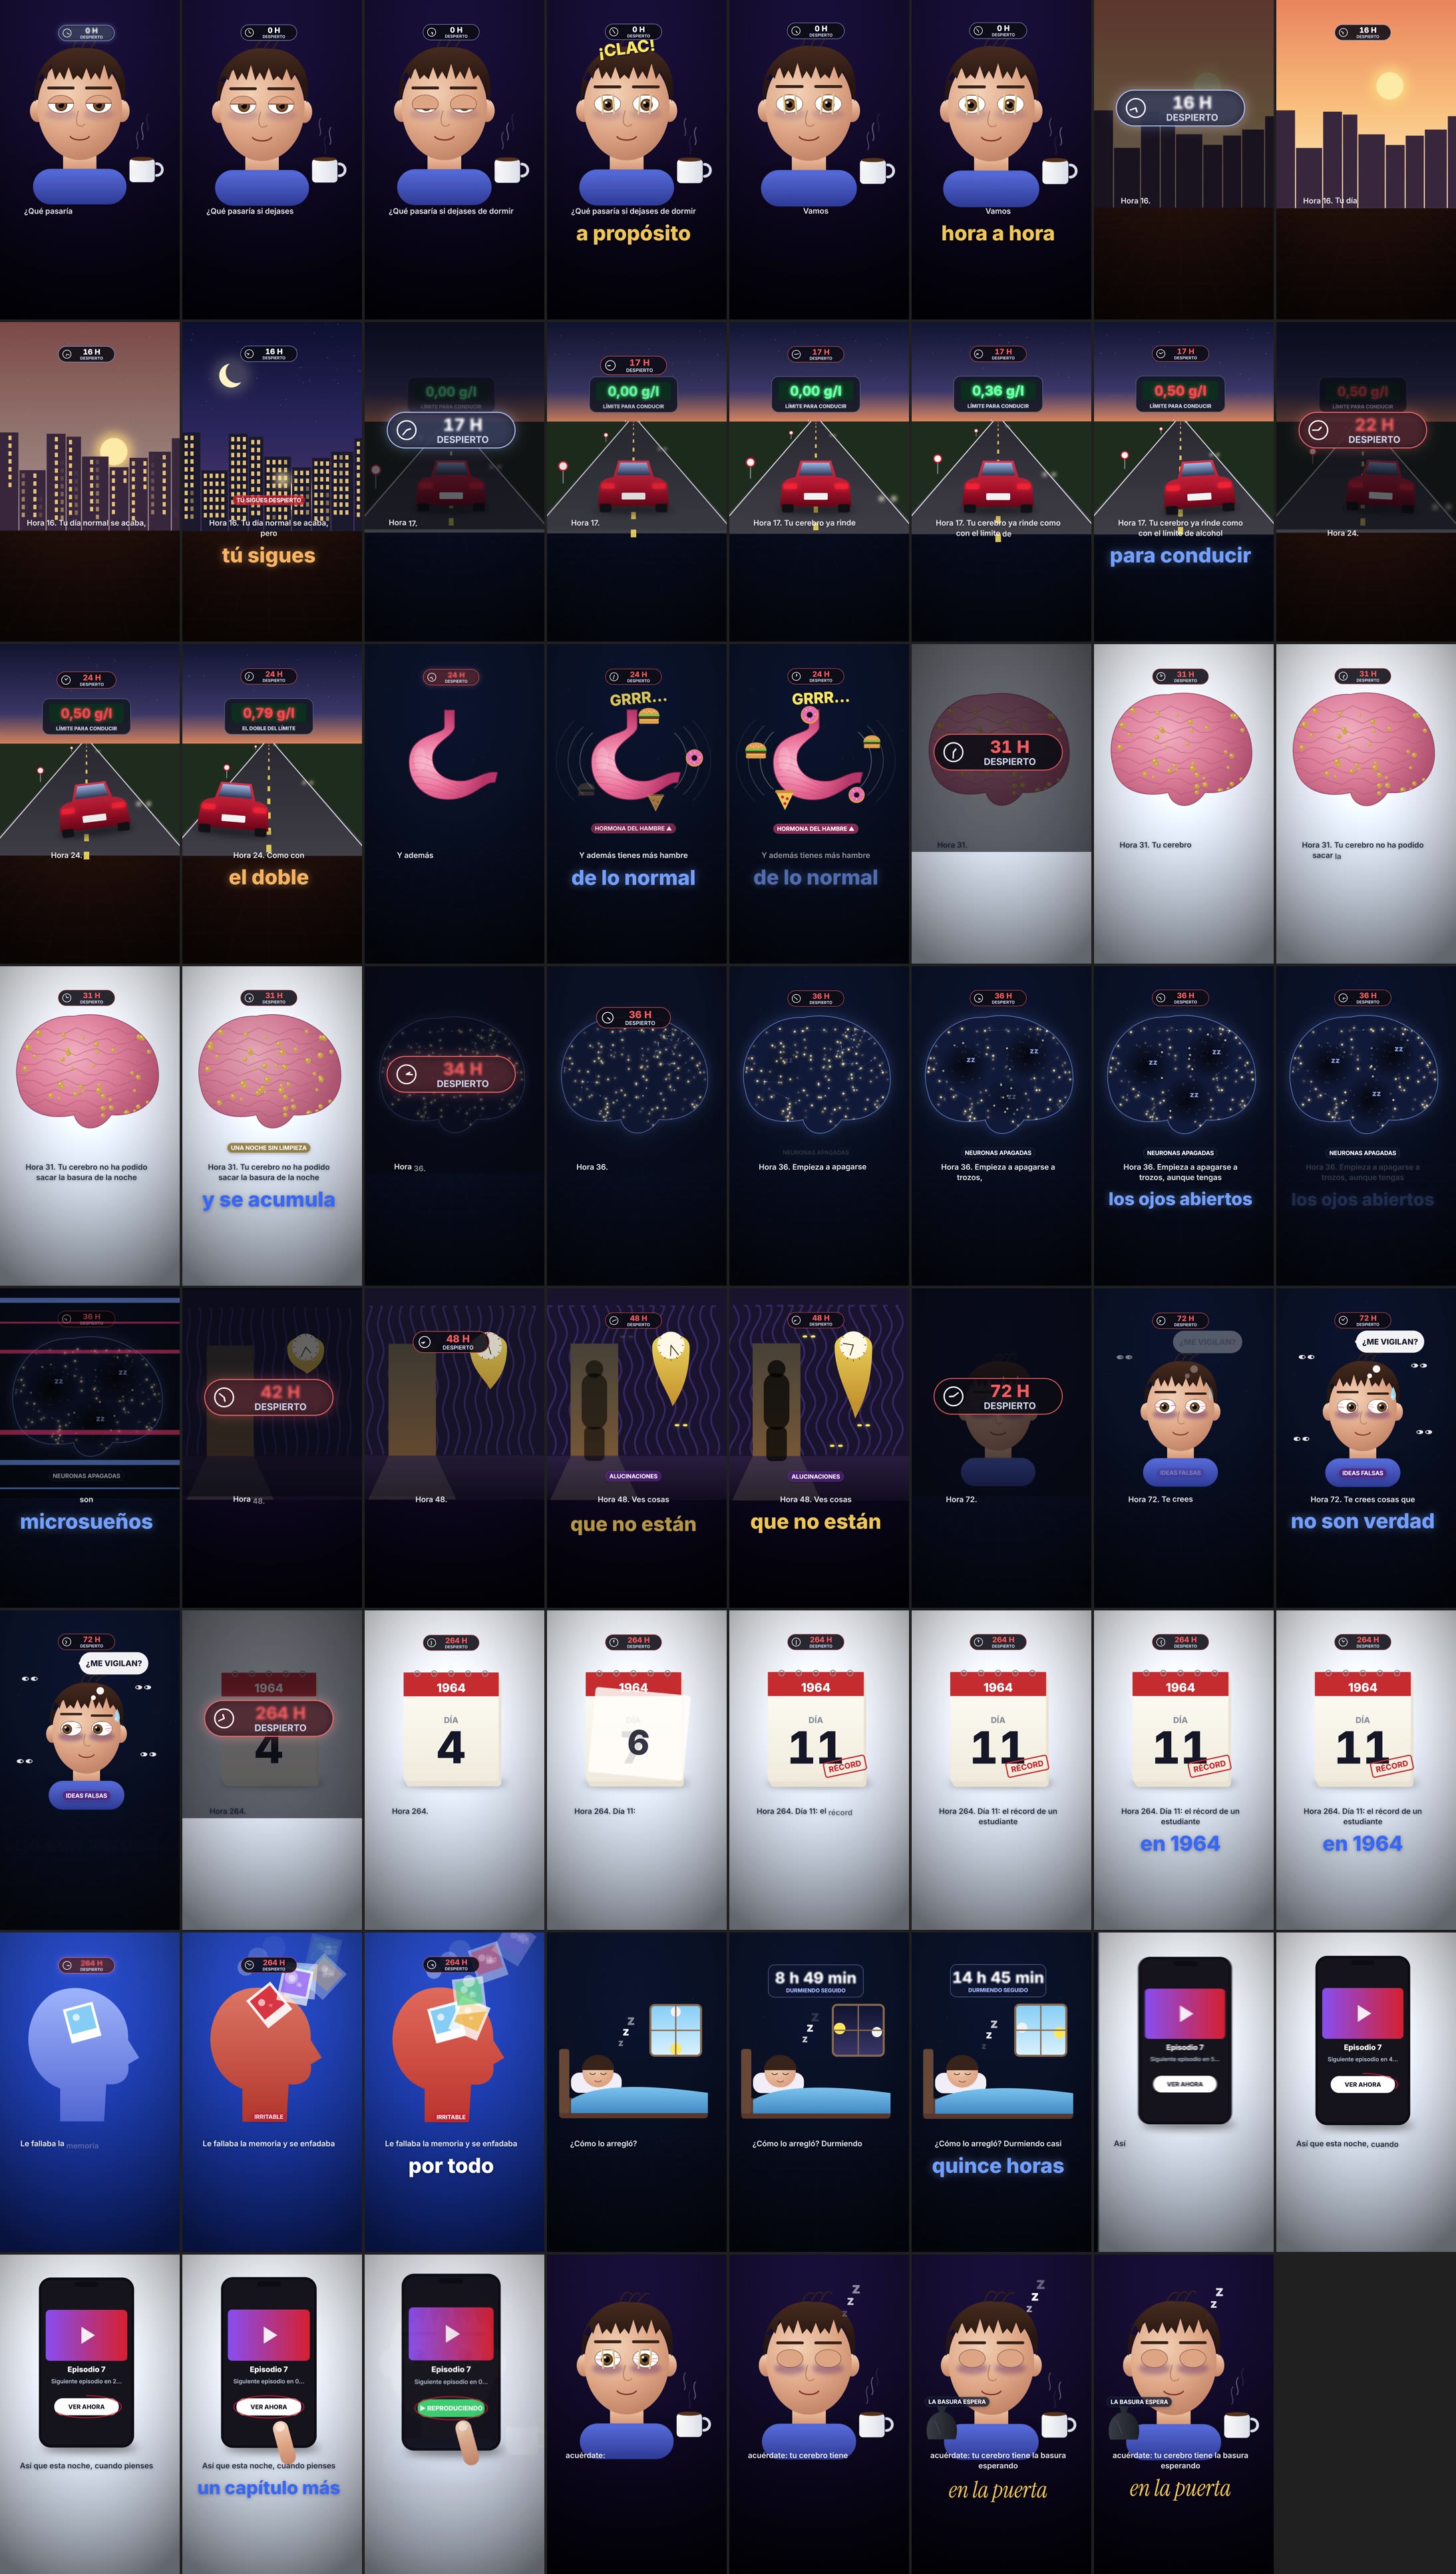 0 H
DESPIERTO
¿Qué pasaría
0 H
DESPIERTO
¿Qué pasaría si dejases
0 H
DESPIERTO
¿Qué pasaría si dejases de dormir
0 H
DESPIERTO
¡CLAC!
¿Qué pasaría si dejases de dormir
a propósito
0 H
DESPIERTO
Vamos
0 H
DESPIERTO
Vamos
hora a hora
16 H
DESPIERTO
Hora 16.
16 H
DESPIERTO
Hora 16. Tu día
16 H
DESPIERTO
Hora 16. Tu día normal se acaba,
16 H
DESPIERTO
TÚ SIGUES DESPIERTO
Hora 16. Tu día normal se acaba,
pero
tú sigues
0,00 g/l
LÍMITE PARA CONDUCIR
17 H
DESPIERTO
Hora 17.
17 H
DESPIERTO
0,00 g/l
LÍMITE PARA CONDUCIR
Hora 17.
17 H
DESPIERTO
0,00 g/l
LÍMITE PARA CONDUCIR
Hora 17. Tu cerebro ya rinde
17 H
DESPIERTO
0,36 g/l
LÍMITE PARA CONDUCIR
Hora 17. Tu cerebro ya rinde como
con el límite de
17 H
DESPIERTO
0,50 g/l
LÍMITE PARA CONDUCIR
Hora 17. Tu cerebro ya rinde como
con el límite de alcohol
para conducir
0,50 g/l
LÍMITE PARA CONDUCIR
22 H
DESPIERTO
Hora 24.
24 H
DESPIERTO
0,50 g/l
LÍMITE PARA CONDUCIR
Hora 24.
24 H
DESPIERTO
0,79 g/l
EL DOBLE DEL LÍMITE
Hora 24. Como con
el doble
24 H
DESPIERTO
Y además
24 H
DESPIERTO
GRRR...
HORMONA DEL HAMBRE ▲
Y además tienes más hambre
de lo normal
24 H
DESPIERTO
GRRR...
HORMONA DEL HAMBRE ▲
Y además tienes más hambre
de lo normal
31 H
DESPIERTO
Hora 31.
31 H
DESPIERTO
Hora 31. Tu cerebro
31 H
DESPIERTO
Hora 31. Tu cerebro no ha podido
sacar la
31 H
DESPIERTO
Hora 31. Tu cerebro no ha podido
sacar la basura de la noche
31 H
DESPIERTO
UNA NOCHE SIN LIMPIEZA
Hora 31. Tu cerebro no ha podido
sacar la basura de la noche
y se acumula
34 H
DESPIERTO
Hora 36.
36 H
DESPIERTO
Hora 36.
36 H
DESPIERTO
NEURONAS APAGADAS
Hora 36. Empieza a apagarse
36 H
DESPIERTO
zz
zz
zz
NEURONAS APAGADAS
Hora 36. Empieza a apagarse a
trozos,
36 H
DESPIERTO
zz
zz
zz
NEURONAS APAGADAS
Hora 36. Empieza a apagarse a
trozos, aunque tengas
los ojos abiertos
36 H
DESPIERTO
zz
zz
zz
NEURONAS APAGADAS
Hora 36. Empieza a apagarse a
trozos, aunque tengas
los ojos abiertos
36 H
DESPIERTO
zz
zz
zz
NEURONAS APAGADAS
son
microsueños
42 H
DESPIERTO
Hora 48.
48 H
DESPIERTO
Hora 48.
48 H
DESPIERTO
ALUCINACIONES
Hora 48. Ves cosas
que no están
48 H
DESPIERTO
ALUCINACIONES
Hora 48. Ves cosas
que no están
72 H
DESPIERTO
Hora 72.
72 H
DESPIERTO
¿ME VIGILAN?
IDEAS FALSAS
Hora 72. Te crees
72 H
DESPIERTO
¿ME VIGILAN?
IDEAS FALSAS
Hora 72. Te crees cosas que
no son verdad
72 H
DESPIERTO
¿ME VIGILAN?
IDEAS FALSAS
1964
264 H
DESPIERTO
4
Hora 264.
264 H
DESPIERTO
1964
DÍA
4
Hora 264.
264 H
DESPIERTO
1964
6
Hora 264. Día 11:
264 H
DESPIERTO
1964
DÍA
11
RÉCORD
Hora 264. Día 11: el récord
264 H
DESPIERTO
1964
DÍA
11
RÉCORD
Hora 264. Día 11: el récord de un
estudiante
264 H
DESPIERTO
1964
DÍA
11
RÉCORD
Hora 264. Día 11: el récord de un
estudiante
en 1964
264 H
DESPIERTO
1964
DÍA
11
RÉCORD
Hora 264. Día 11: el récord de un
estudiante
en 1964
264 H
DESPIERTO
Le fallaba la memoria
264 H
DESPIERTO
IRRITABLE
Le fallaba la memoria y se enfadaba
264 H
DESPIERTO
IRRITABLE
Le fallaba la memoria y se enfadaba
por todo
z
z
z
¿Cómo lo arregló?
8 h 49 min
DURMIENDO SEGUIDO
z
z
z
¿Cómo lo arregló? Durmiendo
14 h 45 min
DURMIENDO SEGUIDO
z
z
z
¿Cómo lo arregló? Durmiendo casi
quince horas
Episodio 7
Siguiente episodio en 5...
VER AHORA
Así
Episodio 7
Siguiente episodio en 4...
VER AHORA
Así que esta noche, cuando
Episodio 7
Siguiente episodio en 2...
VER AHORA
Así que esta noche, cuando pienses
Episodio 7
Siguiente episodio en 0...
VER AHORA
Así que esta noche, cuando pienses
un capítulo más
Episodio 7
Siguiente episodio en 0...
▶ REPRODUCIENDO
acuérdate:
z
z
z
acuérdate: tu cerebro tiene
z
z
z
LA BASURA ESPERA
acuérdate: tu cerebro tiene la basura
esperando
en la puerta
z
z
LA BASURA ESPERA
acuérdate: tu cerebro tiene la basura
esperando
en la puerta